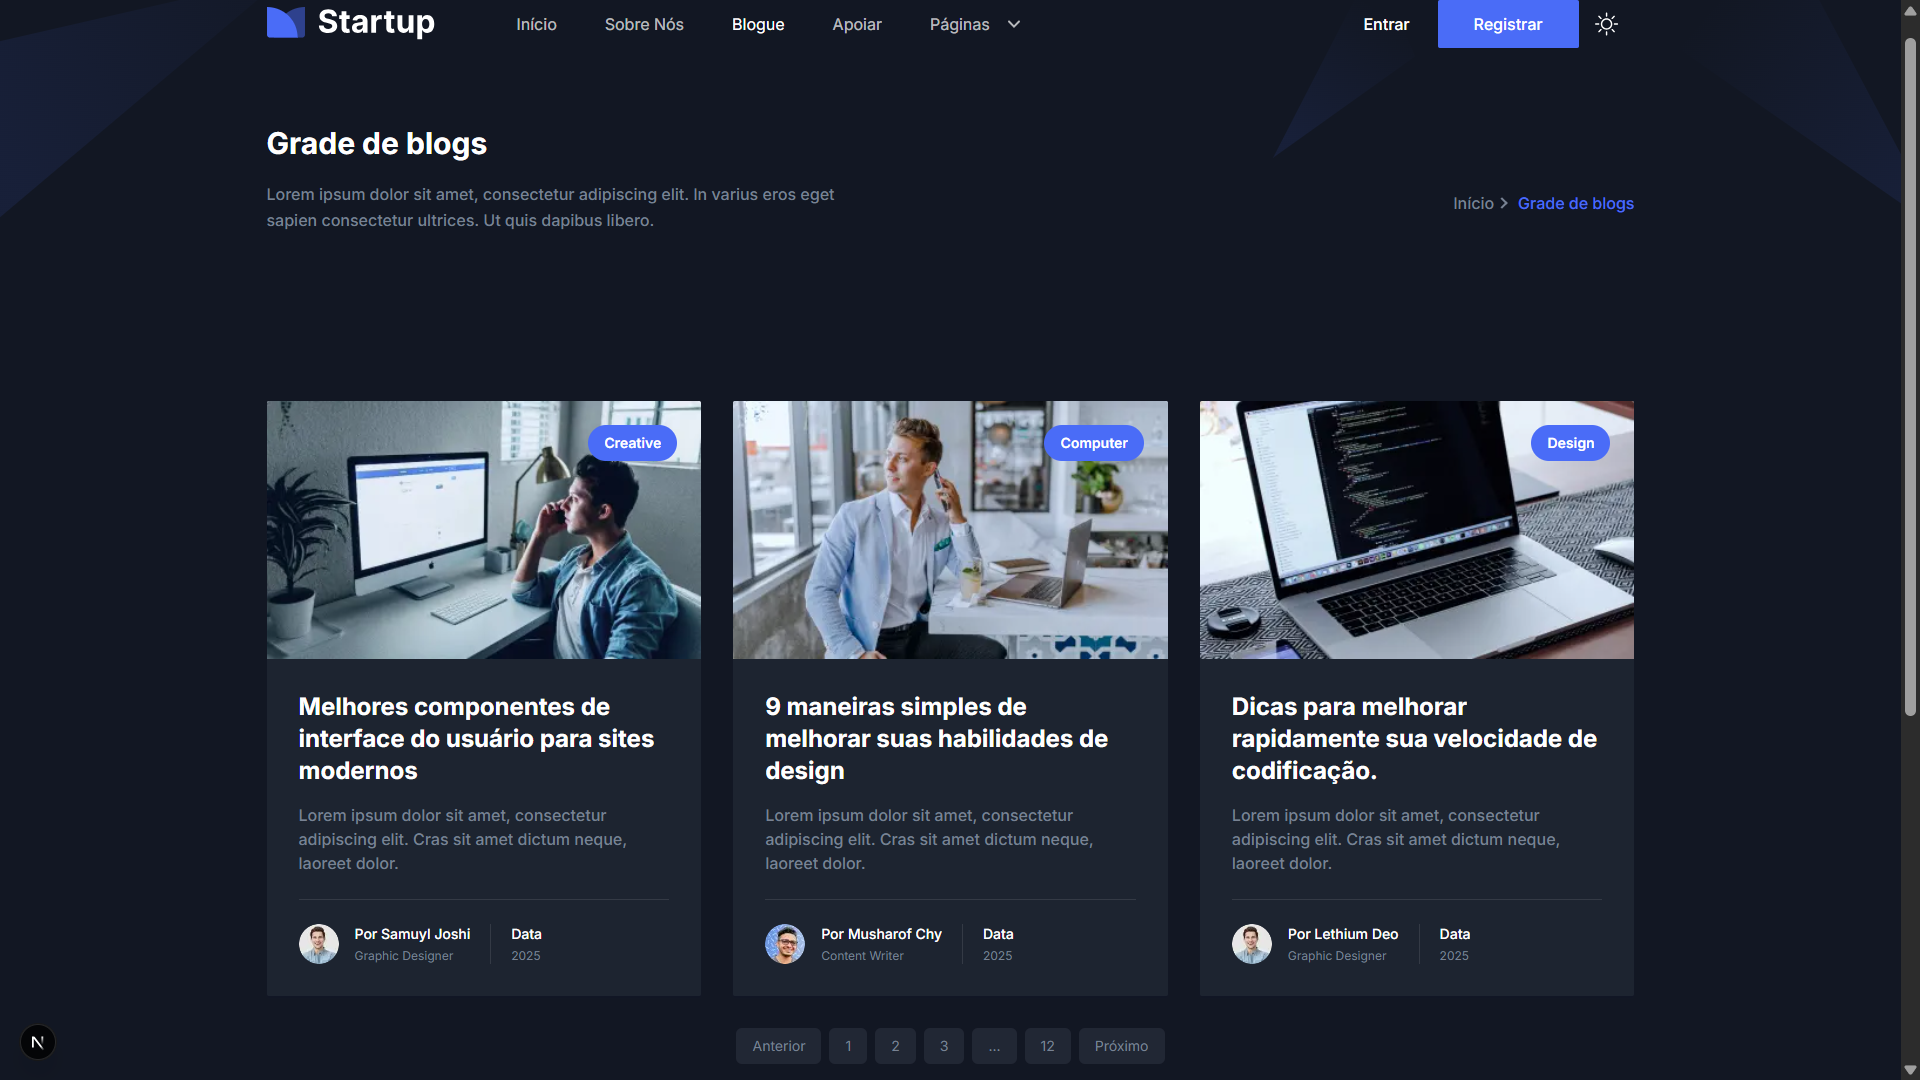 Startup
Início
Sobre Nós
Blogue
Apoiar
Páginas
Entrar
Registrar
Grade de blogs
Lorem ipsum dolor sit amet, consectetur adipiscing elit. In varius eros eget
sapien consectetur ultrices. Ut quis dapibus libero.
Início
Grade de blogs
Creative
Computer
Design
Melhores componentes de
interface do usuário para sites
modernos
Lorem ipsum dolor sit amet, consectetur
adipiscing elit. Cras sit amet dictum neque,
laoreet dolor.
Por Samuyl Joshi
Graphic Designer
Data
2025
9 maneiras simples de
melhorar suas habilidades de
design
Lorem ipsum dolor sit amet, consectetur
adipiscing elit. Cras sit amet dictum neque,
laoreet dolor.
Por Musharof Chy
Content Writer
Data
2025
Dicas para melhorar
rapidamente sua velocidade de
codificação.
Lorem ipsum dolor sit amet, consectetur
adipiscing elit. Cras sit amet dictum neque,
laoreet dolor.
Por Lethium Deo
Graphic Designer
Data
2025
Anterior
1
2
3
...
12
Próximo
N